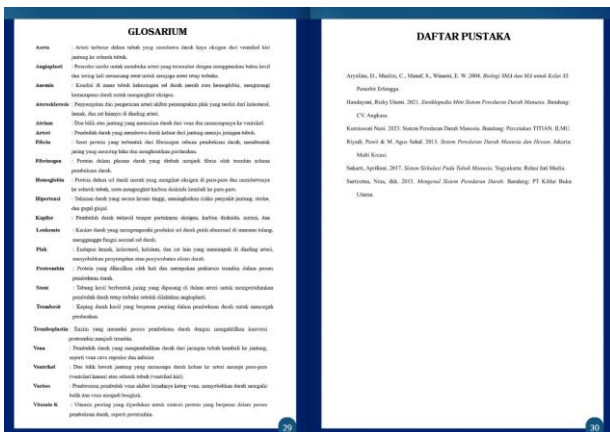 GLOSARIUM
Aorta : Arteri terbesar dalam tubuh yang membawa darah kaya oksigen dari ventrikel kiri
jantung ke seluruh tubuh.
Angioplasti : Prosedur medis untuk membuka arteri yang tersumbat dengan menggunakan balon kecil
dan sering kali memasang stent untuk menjaga arteri tetap terbuka.
Anemia : Kondisi di mana tubuh kekurangan sel darah merah atau hemoglobin, mengurangi
kemampuan darah untuk mengangkut oksigen.
Aterosklerosis : Penyempitan dan pengerasan arteri akibat penumpukan plak yang terdiri dari kolesterol,
lemak, dan zat lainnya di dinding arteri.
Atrium : Dua bilik atas jantung yang menerima darah dari vena dan memompanya ke ventrikel.
Arteri : Pembuluh darah yang membawa darah keluar dari jantung menuju jaringan tubuh.
Fibrin : Serat protein yang terbentuk dari fibrinogen selama pembekuan darah, membentuk
jaring yang menutup luka dan menghentikan perdarahan.
Fibrinogen : Protein dalam plasma darah yang diubah menjadi fibrin oleh trombin selama
pembekuan darah.
Hemoglobin : Protein dalam sel darah merah yang mengikat oksigen di paru-paru dan membawanya
ke seluruh tubuh, serta mengangkut karbon dioksida kembali ke paru-paru.
Hipertensi : Tekanan darah yang secara kronis tinggi, meningkatkan risiko penyakit jantung, stroke,
dan gagal ginjal.
Kapiler : Pembuluh darah terkecil tempat pertukaran oksigen, karbon dioksida, nutrisi, dan
Leukemia : Kanker darah yang mempengaruhi produksi sel darah putih abnormal di sumsum tulang,
mengganggu fungsi normal sel darah.
Plak : Endapan lemak, kolesterol, kalsium, dan zat lain yang menumpuk di dinding arteri,
menyebabkan penyempitan atau penyumbatan aliran darah.
Protrombin : Protein yang dihasilkan oleh hati dan merupakan prekursor trombin dalam proses
pembekuan darah.
Stent : Tabung kecil berbentuk jaring yang dipasang di dalam arteri untuk mempertahankan
pembuluh darah tetap terbuka setelah dilakukan angioplasti.
Trombosit : Keping darah kecil yang berperan penting dalam pembekuan darah untuk mencegah
perdarahan.
Tromboplastin : Enzim yang memulai proses pembekuan darah dengan mengaktifkan konversi
protrombin menjadi trombin.
Vena : Pembuluh darah yang mengembalikan darah dari jaringan tubuh kembali ke jantung,
seperti vena cava superior dan inferior.
Ventrikel : Dua bilik bawah jantung yang memompa darah keluar ke arteri menuju paru-paru
(ventrikel kanan) atau seluruh tubuh (ventrikel kiri).
Varises : Pembesaran pembuluh vena akibat lemahnya katup vena, menyebabkan darah mengalir
balik dan vena menjadi bengkak.
Vitamin K : Vitamin penting yang diperlukan untuk sintesis protein yang berperan dalam proses
pembekuan darah, seperti protrombin.
29
DAFTAR PUSTAKA
Aryulina, D., Muslim, C., Manaf, S., Winarni, E. W. 2004. Biologi SMA dan MA untuk Kelas XI.
Penerbit Erlangga.
Handayani, Rizky Utami. 2021. Ensiklopedia Mini Sistem Peredaran Darah Manusia. Bandung:
CV. Angkasa.
Kurniawati Nani. 2023. Sistem Peredaran Darah Manusia. Bandung: Percetakan TITIAN. ILMU.
Riyadi, Pawit & M. Agus Sahal. 2011. Sistem Peredaran Darah Manusia dan Hewan. Jakarta:
Multi Kreasi.
Sukarti, Aprilian. 2017. Sistem Sirkulasi Pada Tubuh Manusia. Yogyakarta: Relasi Inti Media.
Surtiretna, Nina, dkk. 2013. Mengenal Sistem Peredaran Darah. Bandung: PT Kiblat Buku
Utama.
30